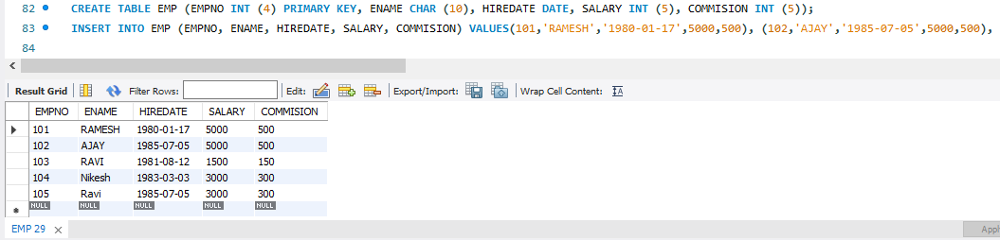 82 CREATE TABLE EMP (EMPNO INT (4) PRIMARY KEY, ENAME CHAR (10), HIREDATE DATE, SALARY INT (5), COMMISION INT (5));
83 INSERT INTO EMP (EMPNO, ENAME, HIREDATE, SALARY, COMMISION) VALUES(101,'RAMESH','1980-01-17',5000,500), (102,'AJAY','1985-07-05',5000,500),
84
Result Grid Filter Rows: Edit: Export/Import: Wrap Cell Content: IA
EMPNO ENAME HIREDATE SALARY COMMISION
101 RAMESH 1980-01-17 5000 500
102 AJAY 1985-07-05 5000 500
103 RAVI 1981-08-12 1500 150
104 Nikesh 1983-03-03 3000 300
105 Ravi 1985-07-05 3000 300
NULL NULL NULL NULL NULL
EMP 29 Appl